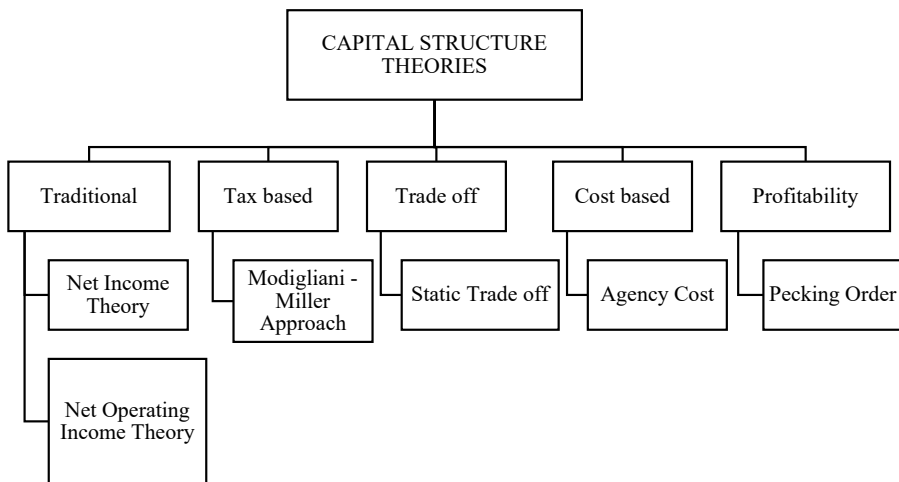 CAPITAL STRUCTURE
THEORIES
Traditional
Tax based
Trade off
Cost based
Profitability
Net Income
Theory
Modigliani -
Miller
Approach
Static Trade off
Agency Cost
Pecking Order
Net Operating
Income Theory